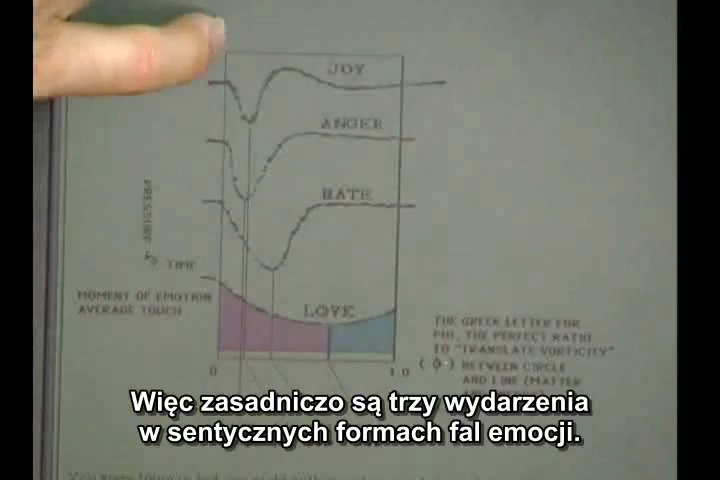 JOY
ANGER
HATE
PRESSURE
TIME
MOMENT OF EMOTION
AVERAGE TOUCH
LOVE
0
1 0
THE GREEK LETTER FOR
PHI, THE PERFECT RATIO
TO "TRANSLATE VORTICITY"
BETWEEN CIRCLE
AND LINE (MATTER
Więc zasadniczo są trzy wydarzenia
w sentycznych formach fal emocji.